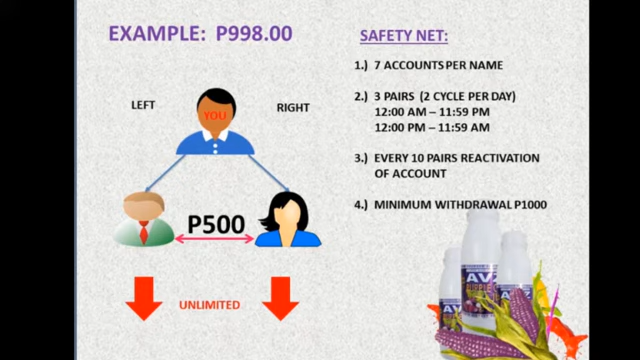 EXAMPLE: P998.00
SAFETY NET:
1.) 7 ACCOUNTS PER NAME
LEFT
RIGHT
YOU
2.) 3 PAIRS (2 CYCLE PER DAY)
12:00 AM – 11:59 PM
12:00 PM – 11:59 AM
3.) EVERY 10 PAIRS REACTIVATION
OF ACCOUNT
4.) MINIMUM WITHDRAWAL P1000
P500
UNLIMITED